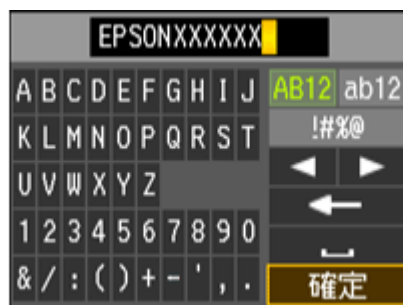 EPSONXXXXXX
A B C D E F G H I J
K L M N O P Q R S T
U V W X Y Z
1 2 3 4 5 6 7 8 9 0
& / : ( ) + - ' , .
AB12 ab12
!#%@
確定